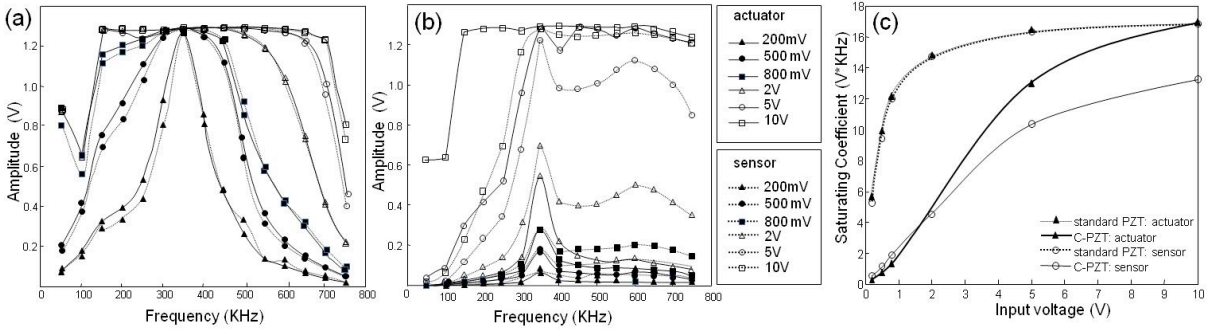 (a)
Amplitude (V)
1.2
1.0
0.8
0.6
0.4
0.2
0 100 200 300 400 500 600 700 800
Frequency (KHz)
(b)
Amplitude (V)
1.2
1.0
0.8
0.6
0.4
0.2
0 100 200 300 400 500 600 700 800
Frequency (KHz)
actuator
200mV
500 mV
800 mV
2V
5V
10V
sensor
200mV
500 mV
800 mV
2V
5V
10V
(c)
Saturating Coefficient (V*KHz)
18
16
14
12
10
8
6
4
2
0
0 1 2 3 4 5 6 7 8 9 10
Input voltage (V)
standard PZT: actuator
C-PZT: actuator
standard PZT: sensor
C-PZT: sensor